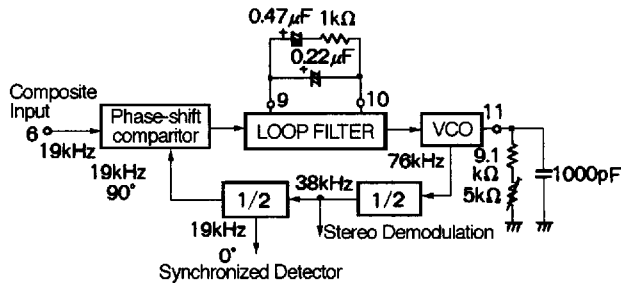 0.47µF 1kΩ
+
0.22µF
+
9
10
Composite
Input
6
19kHz
Phase-shift
comparitor
LOOP FILTER
VCO
11
19kHz
90°
76kHz
9.1
kΩ
5kΩ
1000pF
1/2
38kHz
1/2
19kHz
0°
Stereo Demodulation
Synchronized Detector